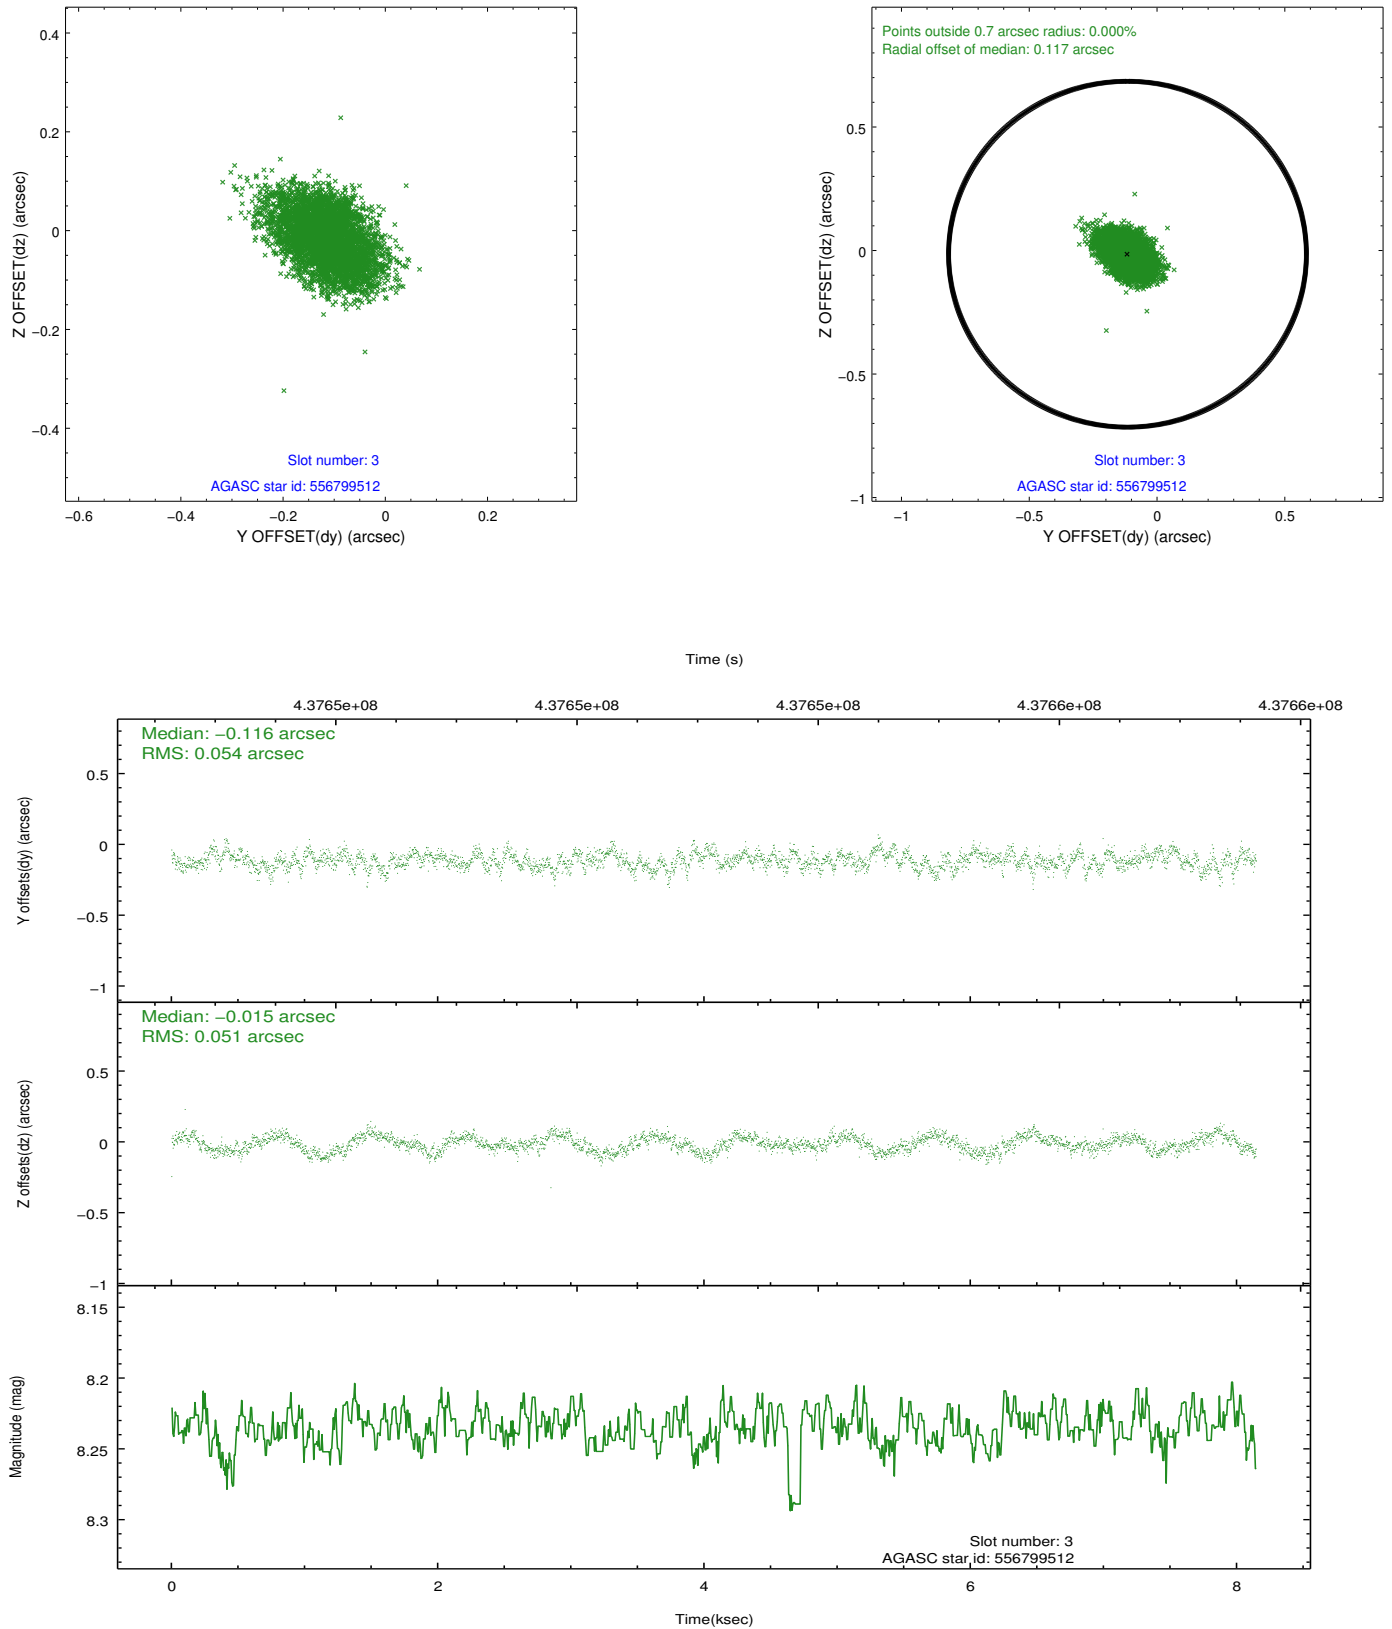 0.4
0.2
0
−0.2
−0.4
Z OFFSET(dz) (arcsec)
Slot number: 3
AGASC star id: 556799512
−0.6
−0.4
−0.2
0
0.2
Y OFFSET(dy) (arcsec)
Points outside 0.7 arcsec radius: 0.000%
Radial offset of median: 0.117 arcsec
0.5
0
−0.5
−1
Z OFFSET(dz) (arcsec)
Slot number: 3
AGASC star id: 556799512
−1
−0.5
0
0.5
Y OFFSET(dy) (arcsec)
Time (s)
4.3765e+08
4.3765e+08
4.3765e+08
4.3766e+08
4.3766e+08
Median: −0.116 arcsec
RMS: 0.054 arcsec
0.5
0
−0.5
−1
Y offsets(dy) (arcsec)
Median: −0.015 arcsec
RMS: 0.051 arcsec
0.5
0
−0.5
−1
Z offsets(dz) (arcsec)
8.15
8.2
8.25
8.3
Magnitude (mag)
Slot number: 3
AGASC star id: 556799512
0
2
4
6
8
Time(ksec)